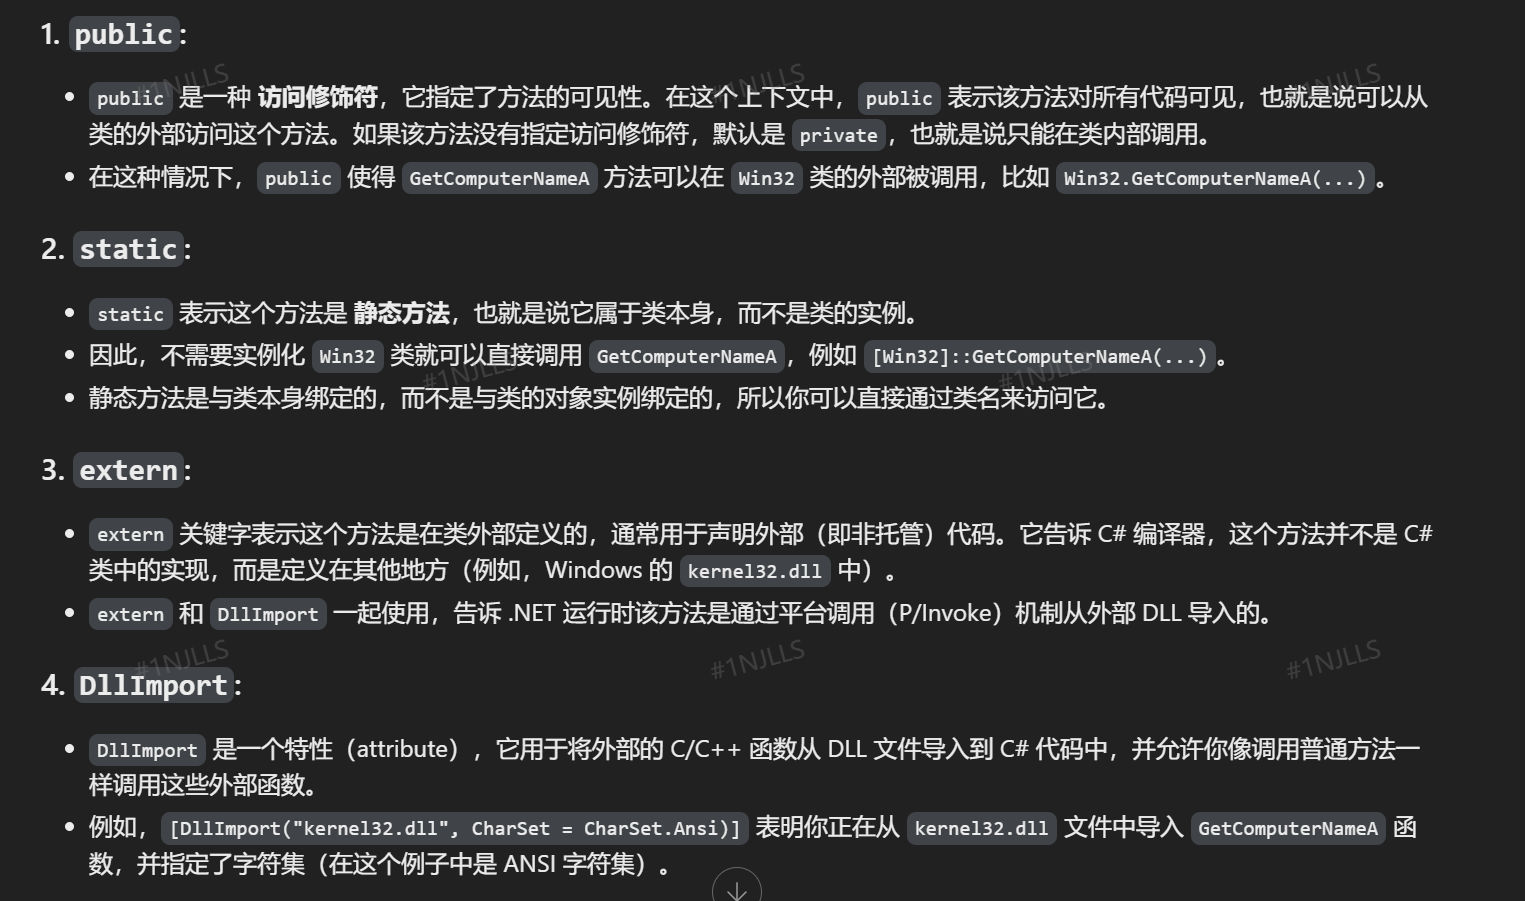 1. public:
• public 是一种 访问修饰符，它指定了方法的可见性。在这个上下文中， public 表示该方法对所有代码可见，也就是说可以从
类的外部访问这个方法。如果该方法没有指定访问修饰符，默认是 private ，也就是说只能在类内部调用。
• 在这种情况下， public 使得 GetComputerNameA 方法可以在 Win32 类的外部被调用，比如 Win32.GetComputerNameA(...) 。
2. static:
• static 表示这个方法是 静态方法，也就是说它属于类本身，而不是类的实例。
• 因此，不需要实例化 Win32 类就可以直接调用 GetComputerNameA ，例如 [Win32]::GetComputerNameA(...) 。
• 静态方法是与类本身绑定的，而不是与类的对象实例绑定的，所以你可以直接通过类名来访问它。
3. extern:
• extern 关键字表示这个方法是在类外部定义的，通常用于声明外部（即非托管）代码。它告诉 C# 编译器，这个方法并不是 C#
类中的实现，而是定义在其他地方（例如，Windows 的 kernel32.dll 中）。
• extern 和 DllImport 一起使用，告诉 .NET 运行时该方法是通过平台调用（P/Invoke）机制从外部 DLL 导入的。
4. DllImport:
• DllImport 是一个特性（attribute），它用于将外部的 C/C++ 函数从 DLL 文件导入到 C# 代码中，并允许你像调用普通方法一
样调用这些外部函数。
• 例如， [DllImport("kernel32.dll", CharSet = CharSet.Ansi)] 表明你正在从 kernel32.dll 文件中导入 GetComputerNameA 函
数，并指定了字符集（在这个例子中是 ANSI 字符集）。
#1NJLLS
#1NJLLS
#1NJLLS
#1NJLLS
#1NJLLS
#1NJLLS
#1NJLLS
#1NJLLS